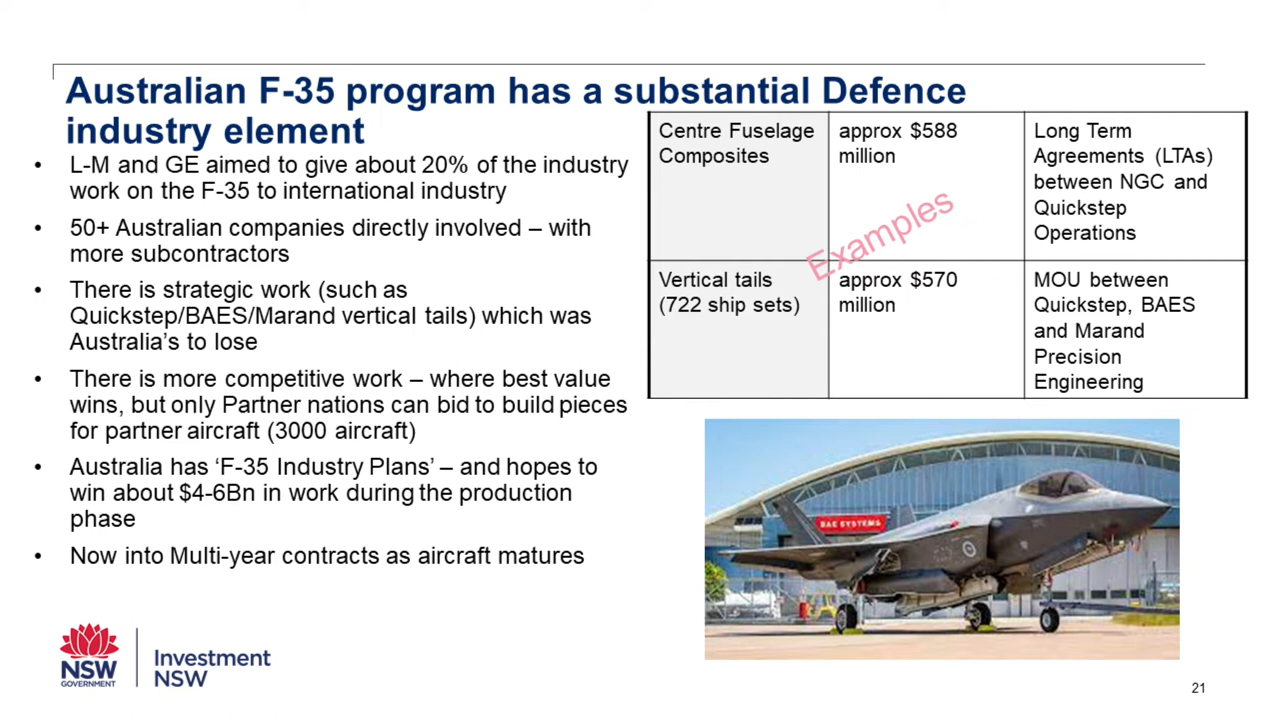 Australian F-35 program has a substantial Defence
industry element
• L-M and GE aimed to give about 20% of the industry
work on the F-35 to international industry
• 50+ Australian companies directly involved – with
more subcontractors
• There is strategic work (such as
Quickstep/BAES/Marand vertical tails) which was
Australia’s to lose
• There is more competitive work – where best value
wins, but only Partner nations can bid to build pieces
for partner aircraft (3000 aircraft)
• Australia has ‘F-35 Industry Plans’ – and hopes to
win about $4-6Bn in work during the production
phase
• Now into Multi-year contracts as aircraft matures
Centre Fuselage
Composites
approx $588
million
Long Term
Agreements (LTAs)
between NGC and
Quickstep
Operations
Examples
Vertical tails
(722 ship sets)
approx $570
million
MOU between
Quickstep, BAES
and Marand
Precision
Engineering
BAE SYSTEMS
NSW
GOVERNMENT
Investment
NSW
21